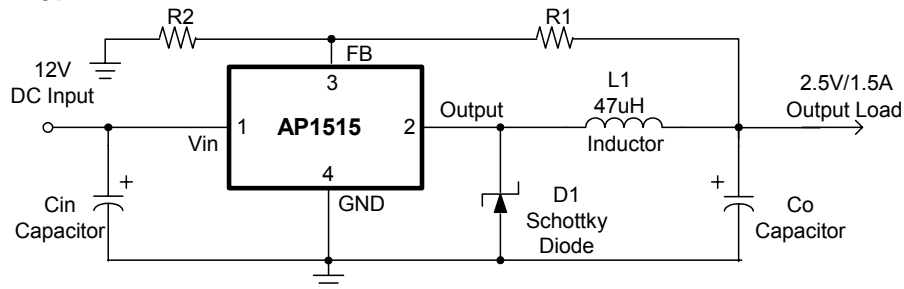 R2
R1
FB
12V
DC Input
3
L1
47uH
2.5V/1.5A
Output Load
1
AP1515
2
Output
Vin
Inductor
4
GND
+
Cin
Capacitor
D1
Schottky
Diode
+
Co
Capacitor